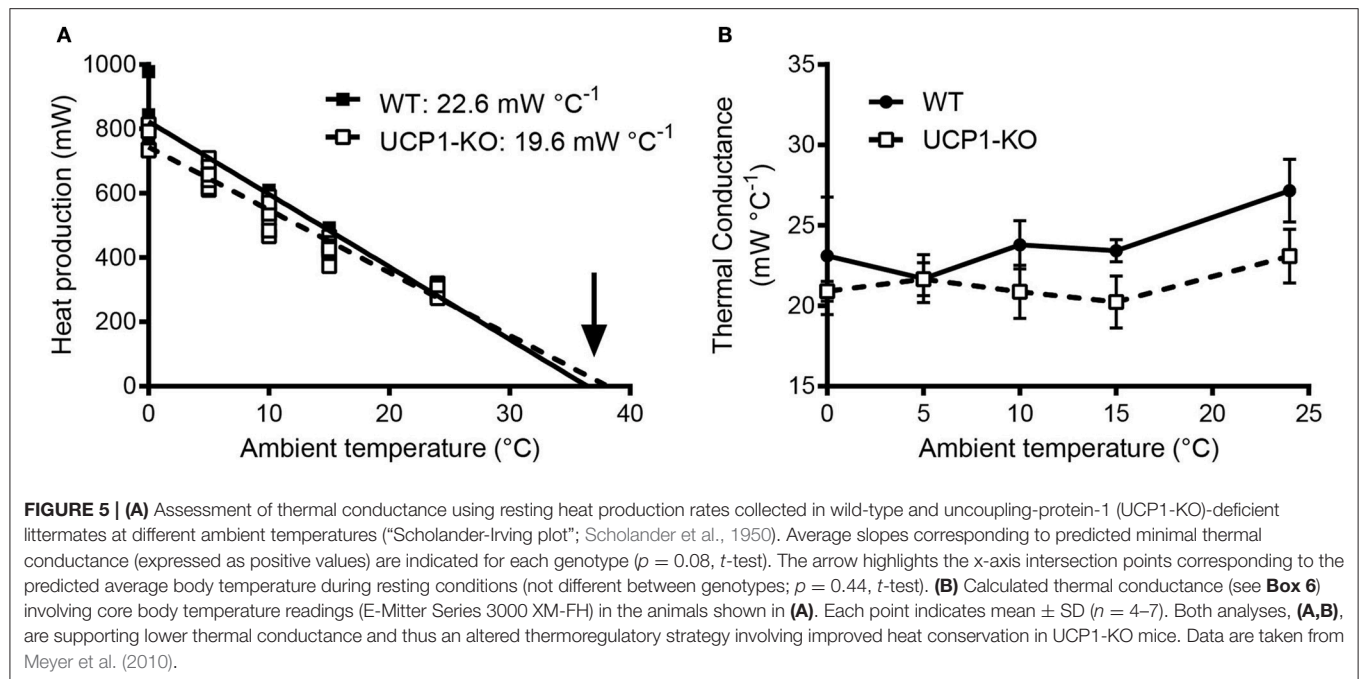 A
B
Heat production (mW)
1000
800
600
400
200
0
WT: 22.6 mW °C⁻¹
UCP1-KO: 19.6 mW °C⁻¹
0 10 20 30 40
Ambient temperature (°C)
Thermal Conductance
(mW °C⁻¹)
35
30
25
20
15
WT
UCP1-KO
0 5 10 15 20 25
Ambient temperature (°C)
FIGURE 5 | (A) Assessment of thermal conductance using resting heat production rates collected in wild-type and uncoupling-protein-1 (UCP1-KO)-deficient
littermates at different ambient temperatures (“Scholander-Irving plot”; Scholander et al., 1950). Average slopes corresponding to predicted minimal thermal
conductance (expressed as positive values) are indicated for each genotype (p = 0.08, t-test). The arrow highlights the x-axis intersection points corresponding to the
predicted average body temperature during resting conditions (not different between genotypes; p = 0.44, t-test). (B) Calculated thermal conductance (see Box 6)
involving core body temperature readings (E-Mitter Series 3000 XM-FH) in the animals shown in (A). Each point indicates mean ± SD (n = 4–7). Both analyses, (A,B),
are supporting lower thermal conductance and thus an altered thermoregulatory strategy involving improved heat conservation in UCP1-KO mice. Data are taken from
Meyer et al. (2010).